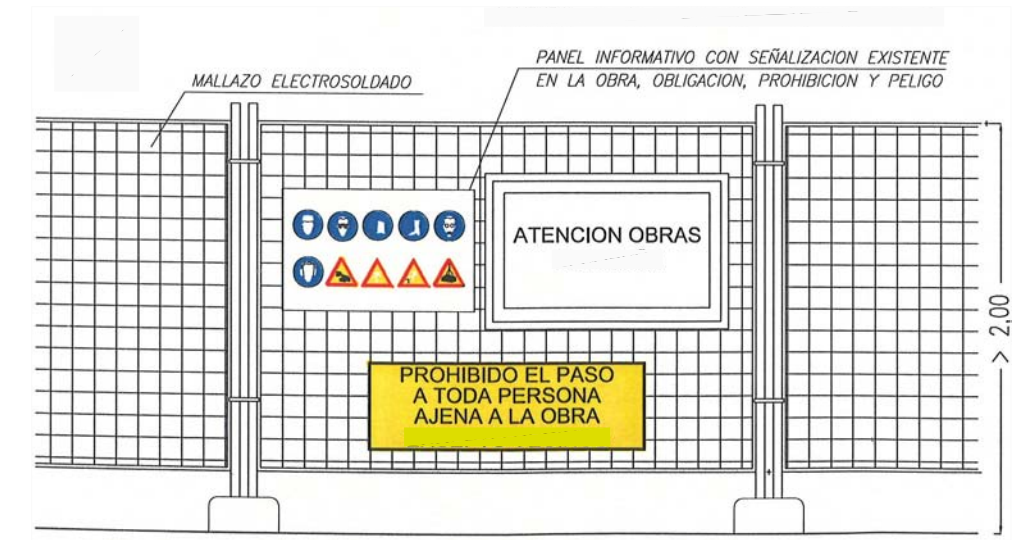 PANEL INFORMATIVO CON SEÑALIZACION EXISTENTE
EN LA OBRA, OBLIGACION, PROHIBICION Y PELIGO
MALLAZO ELECTROSOLDADO
ATENCION OBRAS
> 2,00
PROHIBIDO EL PASO
A TODA PERSONA
AJENA A LA OBRA